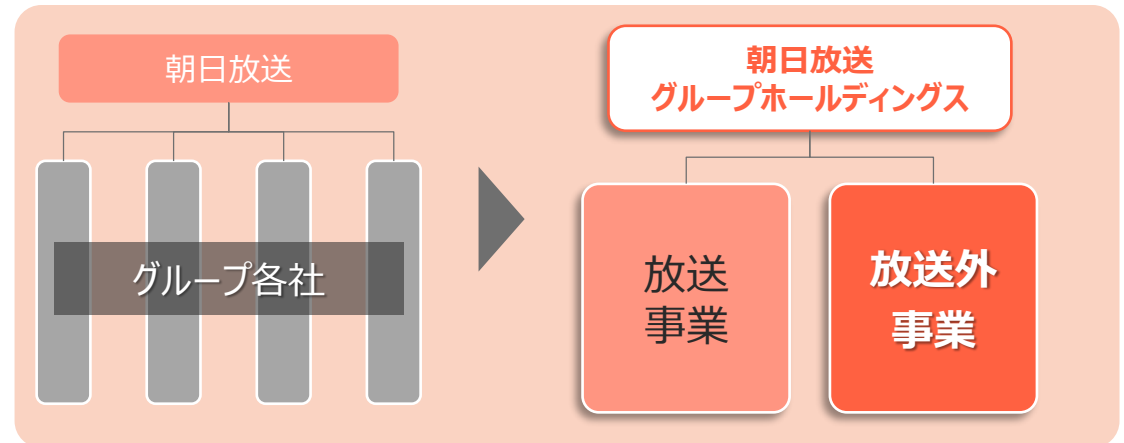 朝日放送
グループ各社
朝日放送
グループホールディングス
放送
事業
放送外
事業